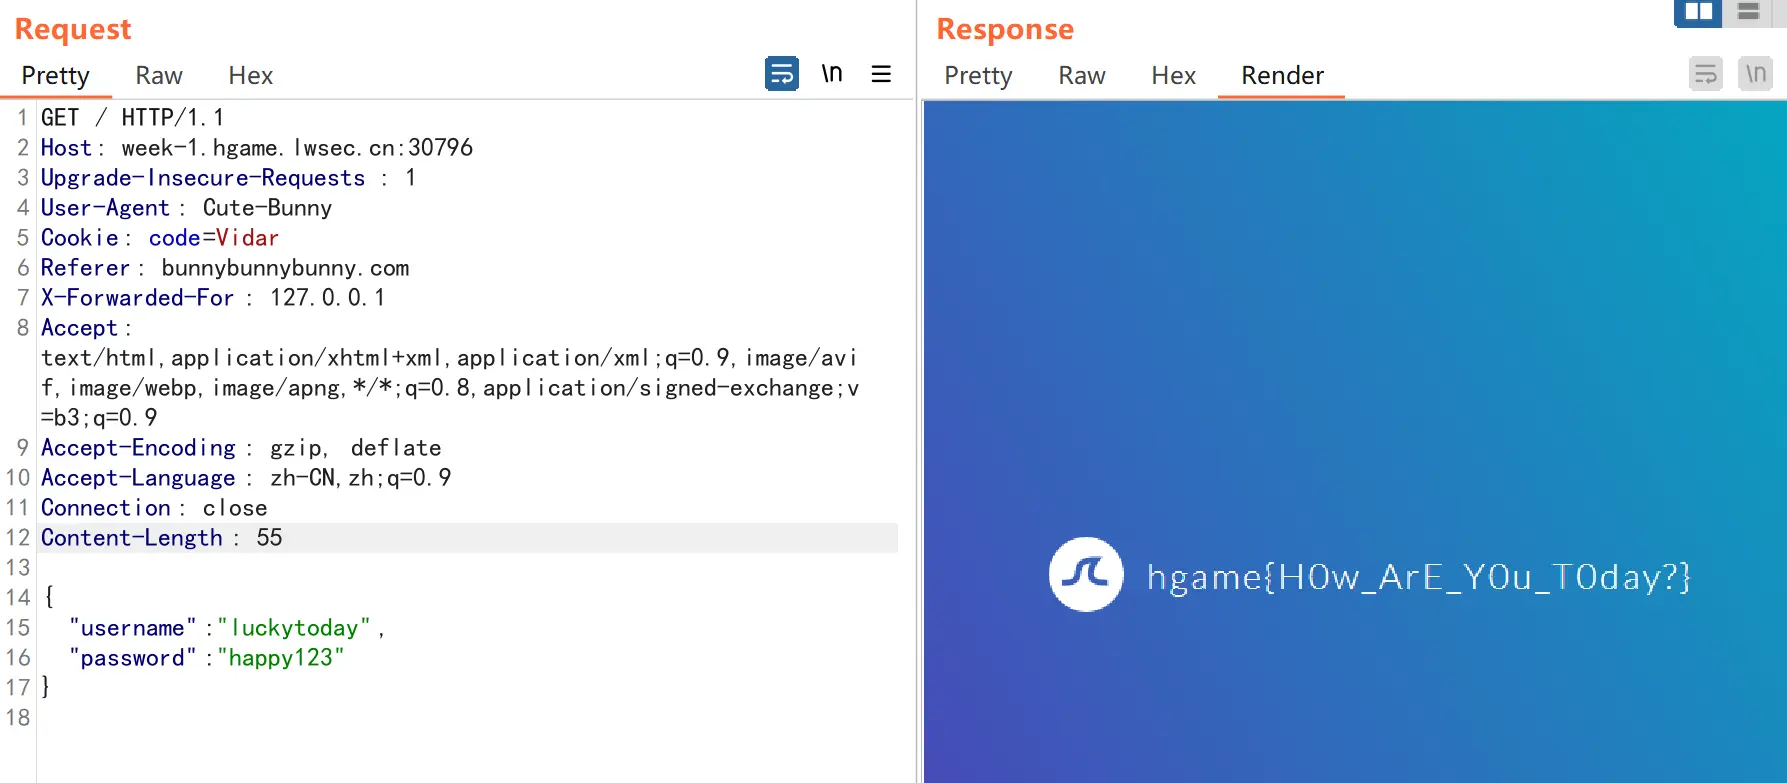 Request
Pretty Raw Hex \n
1 GET / HTTP/1.1
2 Host: week-1.hgame.lwsec.cn:30796
3 Upgrade-Insecure-Requests : 1
4 User-Agent : Cute-Bunny
5 Cookie: code=Vidar
6 Referer : bunnybunnybunny.com
7 X-Forwarded-For : 127.0.0.1
8 Accept :
text/html,application/xhtml+xml,application/xml;q=0.9,image/avi
f,image/webp,image/apng,*/*;q=0.8,application/signed-exchange;v
=b3;q=0.9
9 Accept-Encoding : gzip, deflate
10 Accept-Language : zh-CN,zh;q=0.9
11 Connection : close
12 Content-Length : 55
13
14 {
15 "username" :"luckytoday" ,
16 "password" :"happy123"
17 }
18
Response
Pretty Raw Hex Render \n
hgame{H0w_ArE_Y0u_T0day?}